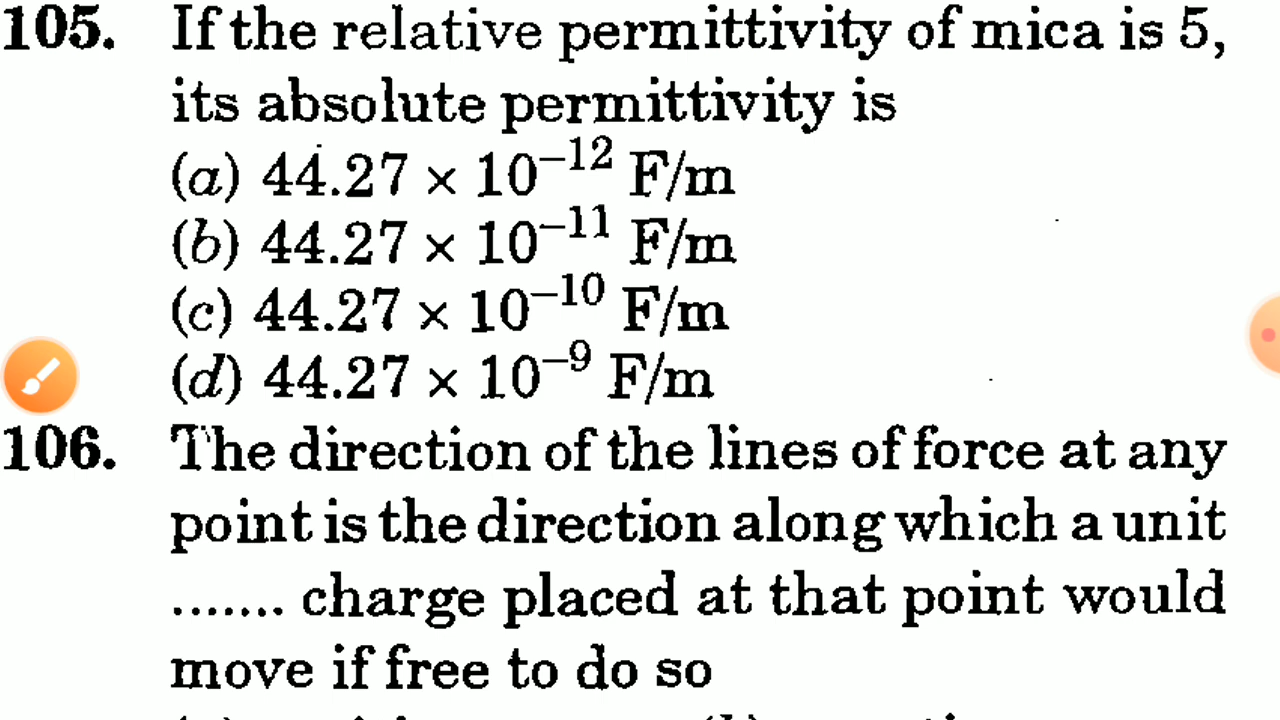 105. If the relative permittivity of mica is 5,
its absolute permittivity is
(a) 44.27 × 10⁻¹² F/m
(b) 44.27 × 10⁻¹¹ F/m
(c) 44.27 × 10⁻¹⁰ F/m
(d) 44.27 × 10⁻⁹ F/m
106. The direction of the lines of force at any
point is the direction along which a unit
....... charge placed at that point would
move if free to do so